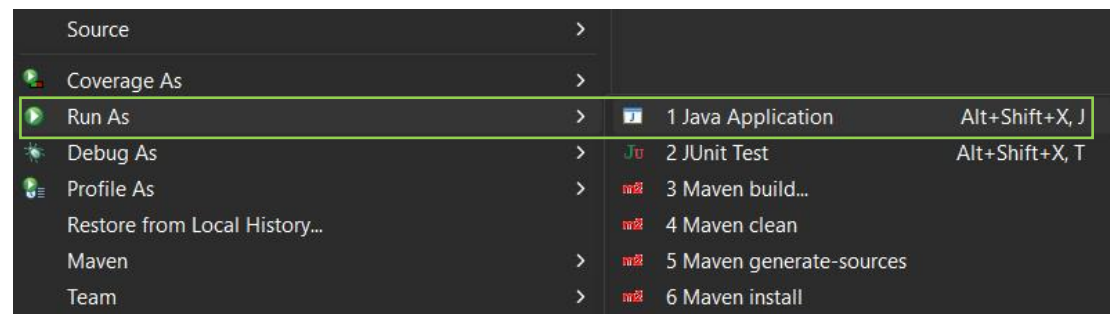 Source
Coverage As
Run As
Debug As
Profile As
Restore from Local History...
Maven
Team
1 Java Application Alt+Shift+X, J
2 JUnit Test Alt+Shift+X, T
3 Maven build...
4 Maven clean
5 Maven generate-sources
6 Maven install